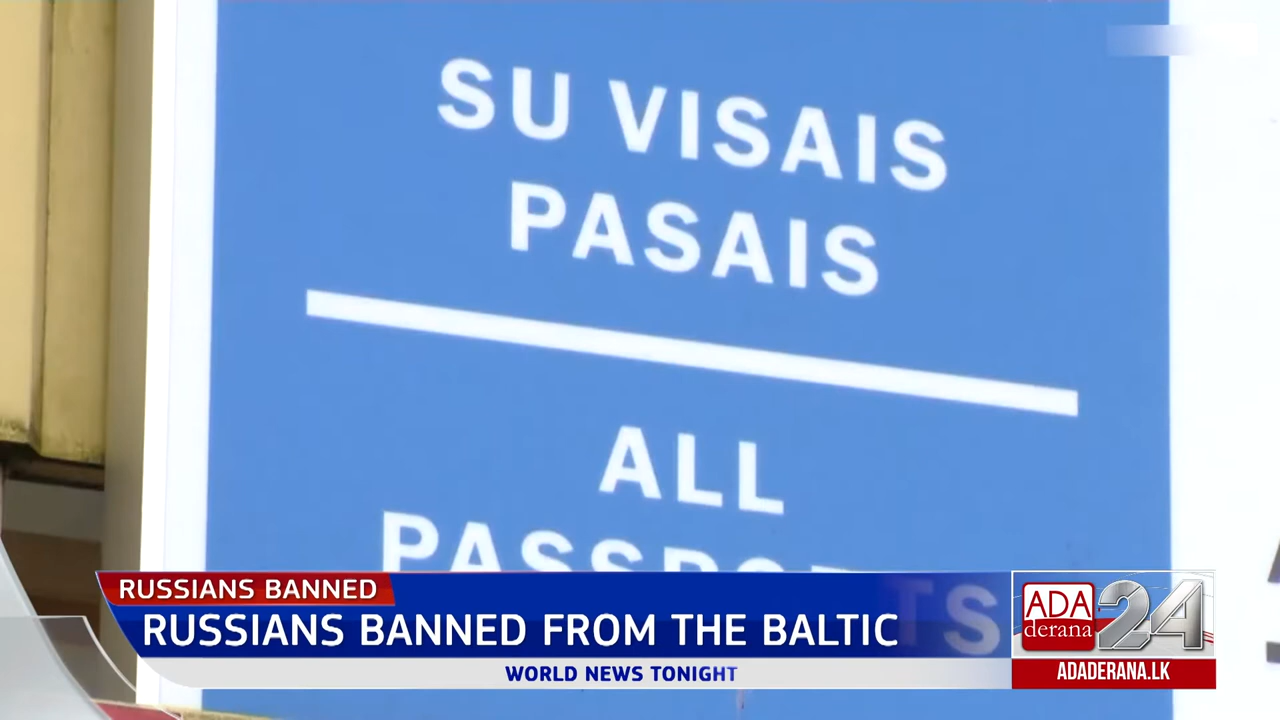 SU VISAIS
PASAIS
ALL
PASSPORTS
RUSSIANS BANNED
RUSSIANS BANNED FROM THE BALTIC
WORLD NEWS TONIGHT
ADA
derana
24
ADADERANA.LK